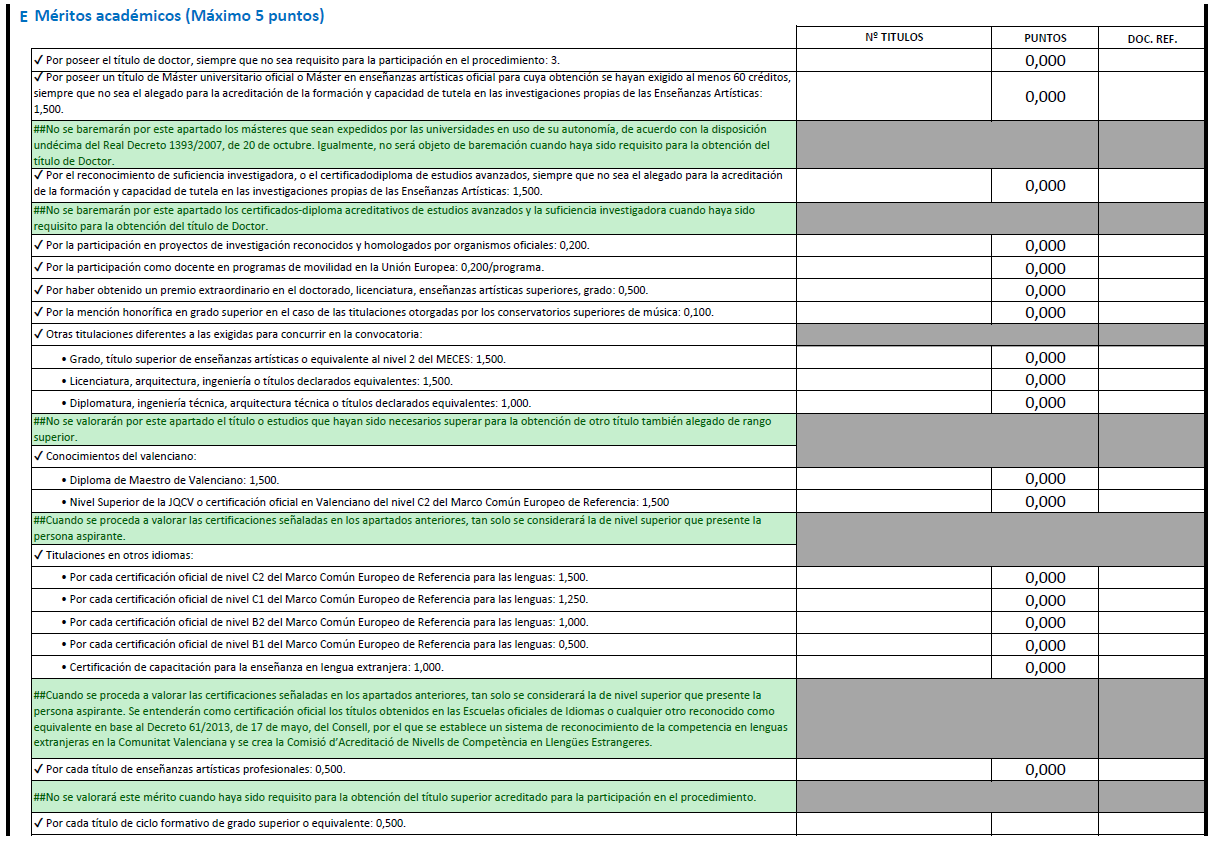 E Méritos académicos (Máximo 5 puntos)
Nº TITULOS PUNTOS DOC. REF.
✓ Por poseer el título de doctor, siempre que no sea requisito para la participación en el procedimiento: 3. 0,000
✓ Por poseer un título de Máster universitario oficial o Máster en enseñanzas artísticas oficial para cuya obtención se hayan exigido al menos 60 créditos,
siempre que no sea el alegado para la acreditación de la formación y capacidad de tutela en las investigaciones propias de las Enseñanzas Artísticas: 0,000
1,500.
##No se baremarán por este apartado los másteres que sean expedidos por las universidades en uso de su autonomía, de acuerdo con la disposición
undécima del Real Decreto 1393/2007, de 20 de octubre. Igualmente, no será objeto de baremación cuando haya sido requisito para la obtención del
título de Doctor.
✓ Por el reconocimiento de suficiencia investigadora, o el certificadodiploma de estudios avanzados, siempre que no sea el alegado para la acreditación
de la formación y capacidad de tutela en las investigaciones propias de las Enseñanzas Artísticas: 1,500. 0,000
##No se baremarán por este apartado los certificados-diploma acreditativos de estudios avanzados y la suficiencia investigadora cuando haya sido
requisito para la obtención del título de Doctor.
✓ Por la participación en proyectos de investigación reconocidos y homologados por organismos oficiales: 0,200. 0,000
✓ Por la participación como docente en programas de movilidad en la Unión Europea: 0,200/programa. 0,000
✓ Por haber obtenido un premio extraordinario en el doctorado, licenciatura, enseñanzas artísticas superiores, grado: 0,500. 0,000
✓ Por la mención honorífica en grado superior en el caso de las titulaciones otorgadas por los conservatorios superiores de música: 0,100. 0,000
✓ Otras titulaciones diferentes a las exigidas para concurrir en la convocatoria:
• Grado, título superior de enseñanzas artísticas o equivalente al nivel 2 del MECES: 1,500. 0,000
• Licenciatura, arquitectura, ingeniería o títulos declarados equivalentes: 1,500. 0,000
• Diplomatura, ingeniería técnica, arquitectura técnica o títulos declarados equivalentes: 1,000. 0,000
##No se valorarán por este apartado el título o estudios que hayan sido necesarios superar para la obtención de otro título también alegado de rango
superior.
✓ Conocimientos del valenciano:
• Diploma de Maestro de Valenciano: 1,500. 0,000
• Nivel Superior de la JQCV o certificación oficial en Valenciano del nivel C2 del Marco Común Europeo de Referencia: 1,500 0,000
##Cuando se proceda a valorar las certificaciones señaladas en los apartados anteriores, tan solo se considerará la de nivel superior que presente la
persona aspirante.
✓ Titulaciones en otros idiomas:
• Por cada certificación oficial de nivel C2 del Marco Común Europeo de Referencia para las lenguas: 1,500. 0,000
• Por cada certificación oficial de nivel C1 del Marco Común Europeo de Referencia para las lenguas: 1,250. 0,000
• Por cada certificación oficial de nivel B2 del Marco Común Europeo de Referencia para las lenguas: 1,000. 0,000
• Por cada certificación oficial de nivel B1 del Marco Común Europeo de Referencia para las lenguas: 0,500. 0,000
• Certificación de capacitación para la enseñanza en lengua extranjera: 1,000. 0,000
##Cuando se proceda a valorar las certificaciones señaladas en los apartados anteriores, tan solo se considerará la de nivel superior que presente la
persona aspirante. Se entenderán como certificación oficial los títulos obtenidos en las Escuelas oficiales de Idiomas o cualquier otro reconocido como
equivalente en base al Decreto 61/2013, de 17 de mayo, del Consell, por el que se establece un sistema de reconocimiento de la competencia en lenguas
extranjeras en la Comunitat Valenciana y se crea la Comisió d’Acreditació de Nivells de Competència en Llengües Estrangeres.
✓ Por cada título de enseñanzas artísticas profesionales: 0,500. 0,000
##No se valorará este mérito cuando haya sido requisito para la obtención del título superior acreditado para la participación en el procedimiento.
✓ Por cada título de ciclo formativo de grado superior o equivalente: 0,500.